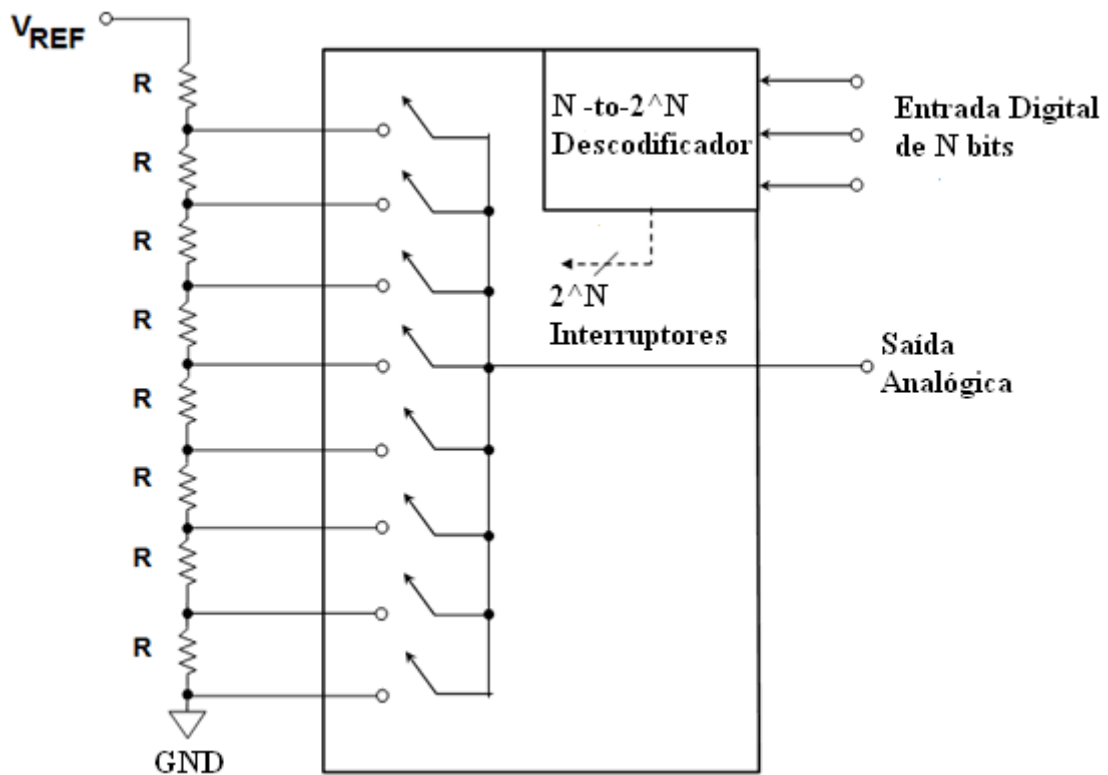 VREF
R
R
R
R
R
R
R
R
GND
N -to-2^N
Descodificador
2^N
Interruptores
Entrada Digital
de N bits
Saída
Analógica